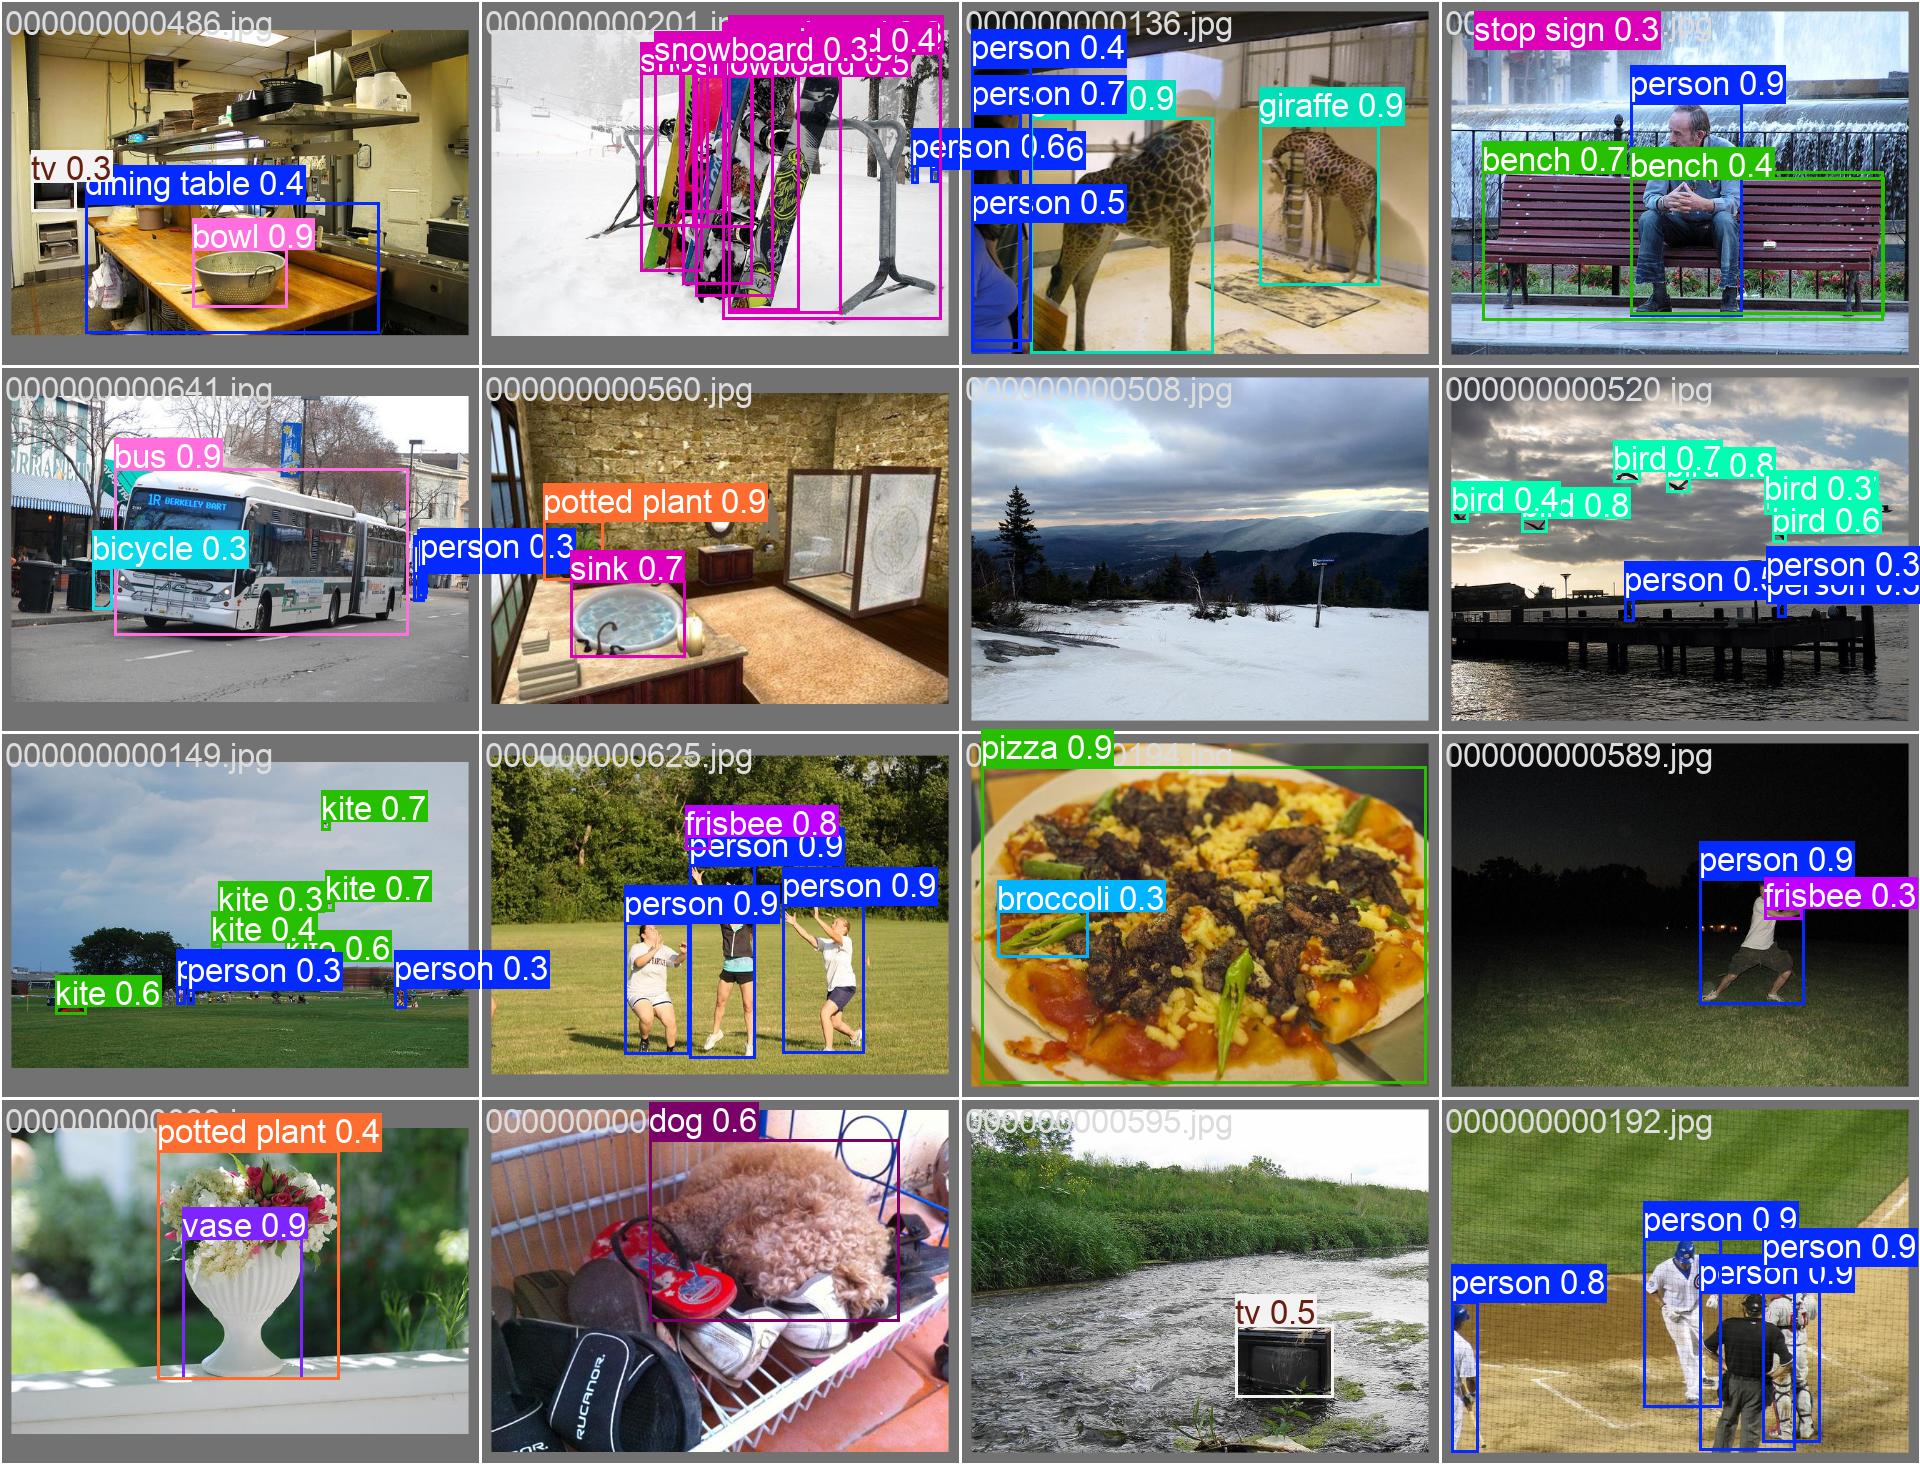 000000000486.jpg
tv 0.3
dining table 0.4
bowl 0.9
000000000201.jpg
snowboard 0.3
0.4
snowboard 0.5
000000000136.jpg
person 0.4
person 0.7
0.9
giraffe 0.9
person 0.6
person 0.5
stop sign 0.3
.jpg
person 0.9
bench 0.7
bench 0.4
000000000641.jpg
bus 0.9
1R BERKELEY BART
bicycle 0.3
person 0.3
000000000560.jpg
potted plant 0.9
sink 0.7
000000000508.jpg
000000000520.jpg
bird 0.7
0.8
bird 0.4
bird 0.8
bird 0.3
bird 0.6
person 0.
person 0.3
person 0.3
000000000149.jpg
kite 0.7
kite 0.3
kite 0.7
kite 0.4
kite 0.6
kite 0.6
person 0.3
person 0.3
000000000625.jpg
frisbee 0.8
person 0.9
person 0.9
person 0.9
pizza 0.9
0194.jpg
broccoli 0.3
000000000589.jpg
person 0.9
frisbee 0.3
potted plant 0.4
vase 0.9
dog 0.6
RUCANOR.
OR.
000000000595.jpg
tv 0.5
000000000192.jpg
person 0.9
person 0.9
person 0.9
person 0.8